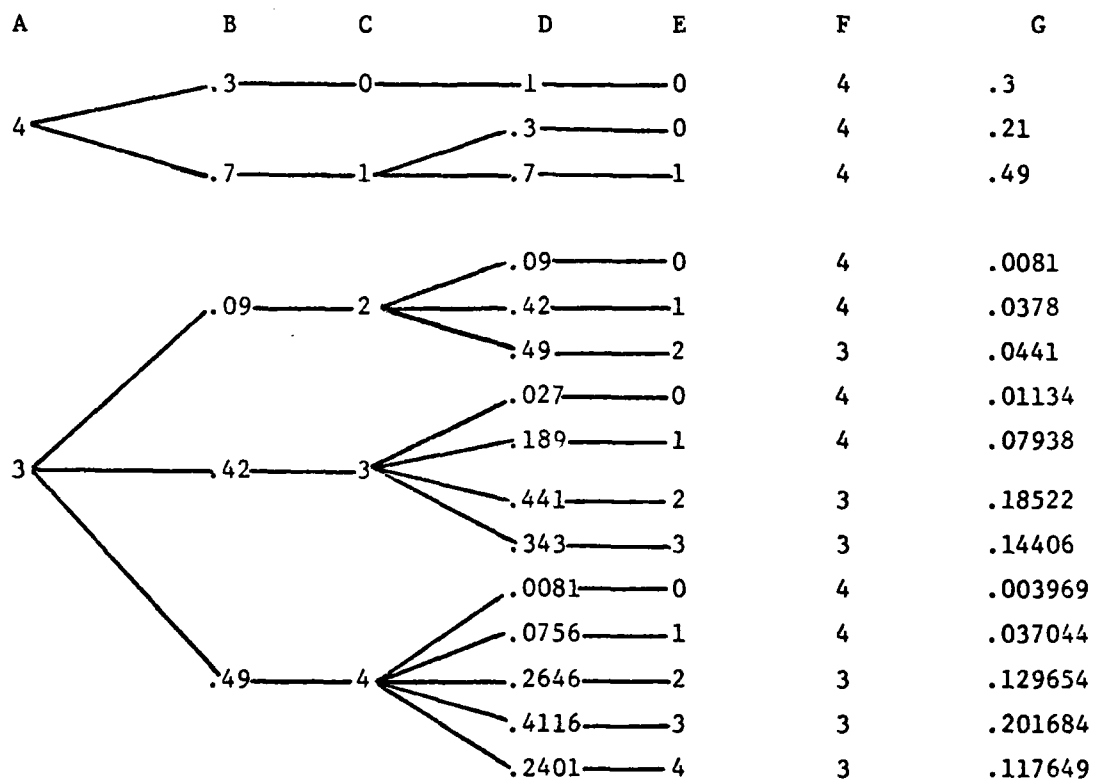 A B C D E F G
.3 0 1 0 4 .3
4 .3 0 4 .21
.7 1 .7 1 4 .49
.09 0 4 .0081
.09 2 .42 1 4 .0378
.49 2 3 .0441
.027 0 4 .01134
.189 1 4 .07938
3 .42 3
.441 2 3 .18522
.343 3 3 .14406
.0081 0 4 .003969
.0756 1 4 .037044
.49 4 .2646 2 3 .129654
.4116 3 3 .201684
.2401 4 3 .117649